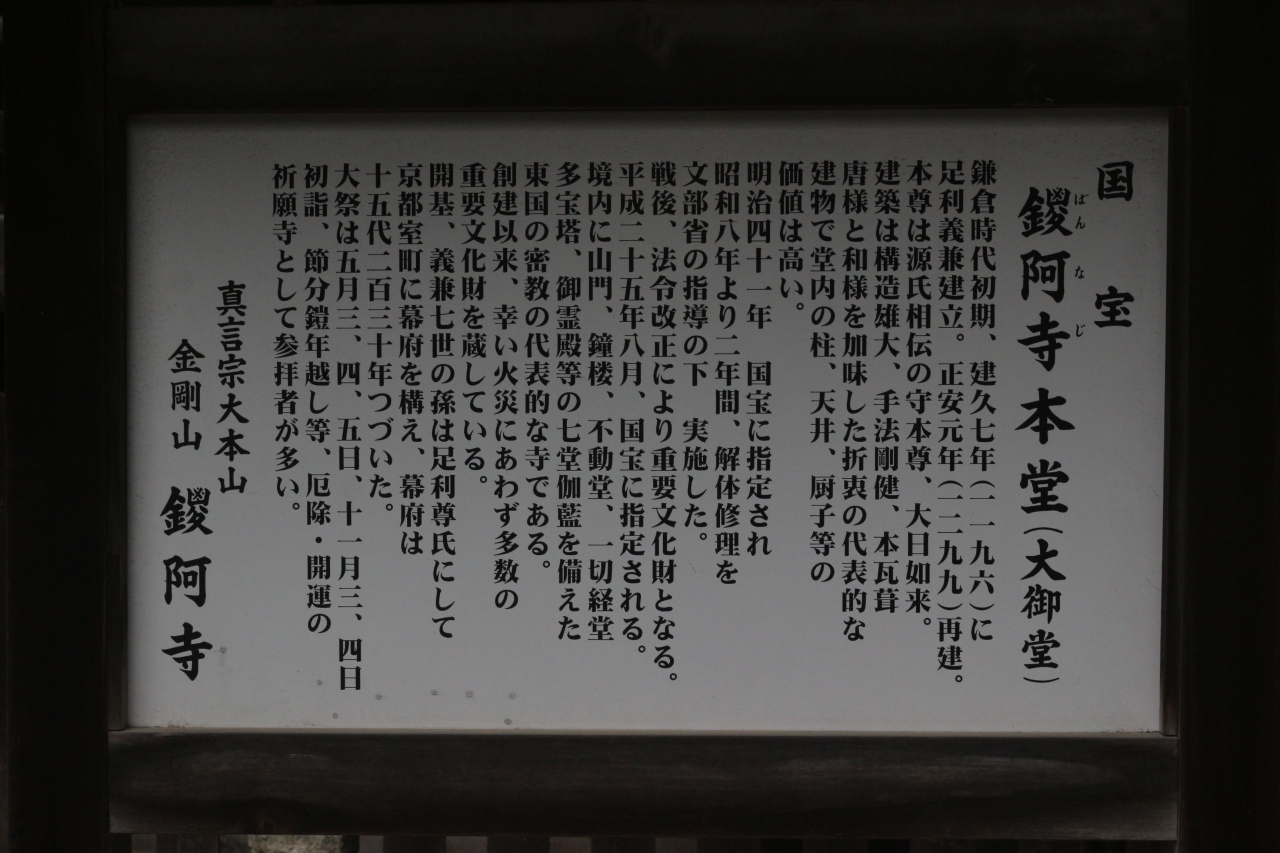 国宝
鑁阿寺本堂（大御堂）
ばんなじ
鎌倉時代初期、建久七年（一一九六）に
足利義兼建立。正安元年（一二九九）再建。
本尊は源氏相伝の守本尊、大日如来。
建築は構造雄大、手法剛健、本瓦葺
唐様と和様を加味した折衷の代表的な
建物で堂内の柱、天井、厨子等の
価値は高い。
明治四十一年　国宝に指定され
昭和八年より二年間、解体修理を
文部省の指導の下　実施した。
戦後、法令改正により重要文化財となる。
平成二十五年八月、国宝に指定される。
境内に山門、鐘楼、不動堂、一切経堂
多宝塔、御霊殿等の七堂伽藍を備えた
東国の密教の代表的な寺である。
創建以来、幸い火災にあわず多数の
重要文化財を蔵している。
開基、義兼七世の孫は足利尊氏にして
京都室町に幕府を構え、幕府は
十五代二百三十年つづいた。
大祭は五月三、四、五日、十一月三、四日
初詣、節分鎧年越し等、厄除・開運の
祈願寺として参拝者が多い。
真言宗大本山
金剛山　鑁阿寺